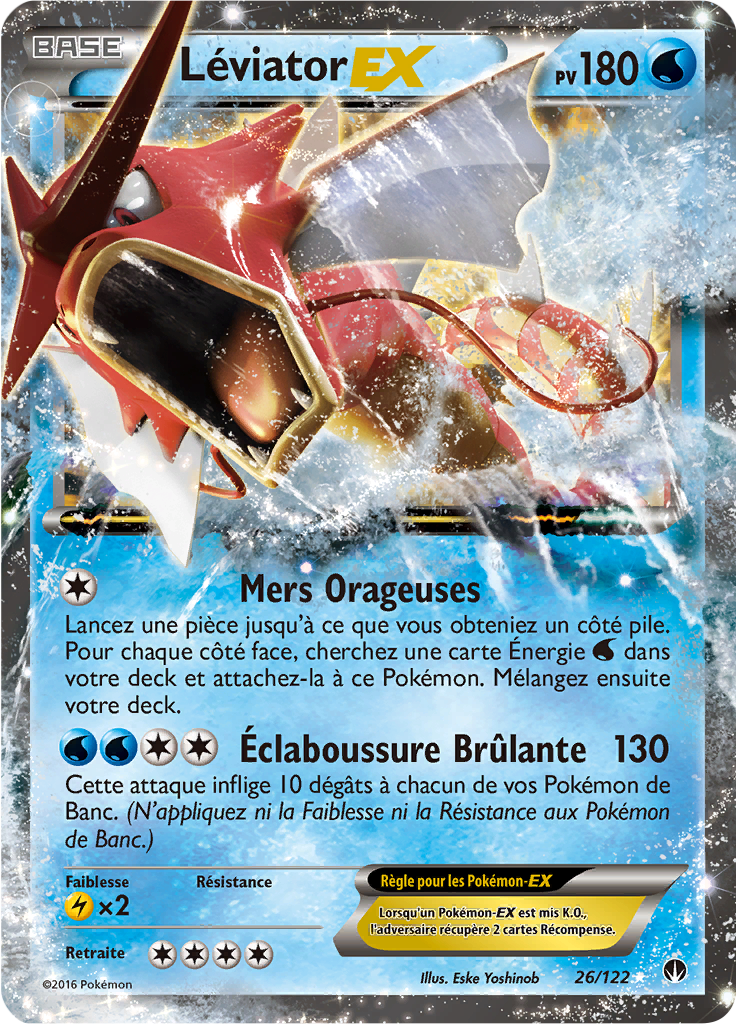 BASE
Léviator EX
PV 180
Mers Orageuses
Lancez une pièce jusqu'à ce que vous obteniez un côté pile.
Pour chaque côté face, cherchez une carte Énergie dans
votre deck et attachez-la à ce Pokémon. Mélangez ensuite
votre deck.
Éclaboussure Brûlante 130
Cette attaque inflige 10 dégâts à chacun de vos Pokémon de
Banc. (N'appliquez ni la Faiblesse ni la Résistance aux Pokémon
de Banc.)
Faiblesse Résistance
×2
Retraite
Règle pour les Pokémon-EX
Lorsqu'un Pokémon-EX est mis K.O.,
l'adversaire récupère 2 cartes Récompense.
©2016 Pokémon
Illus. Eske Yoshinob
26/122